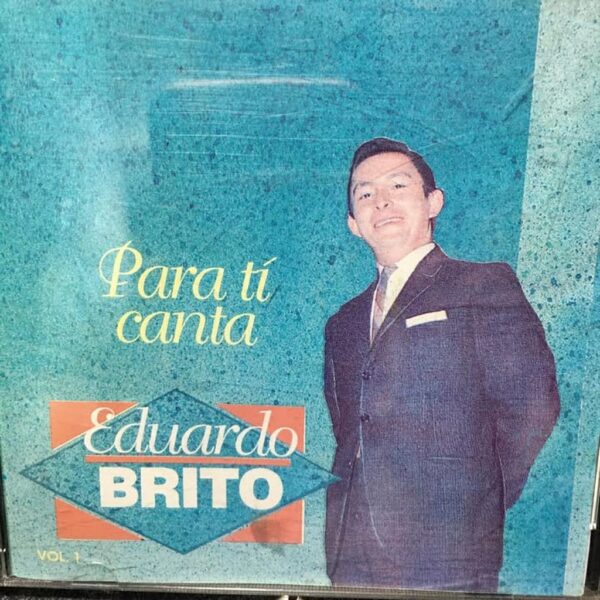 Para tí
canta
Eduardo
BRITO
VOL. 1